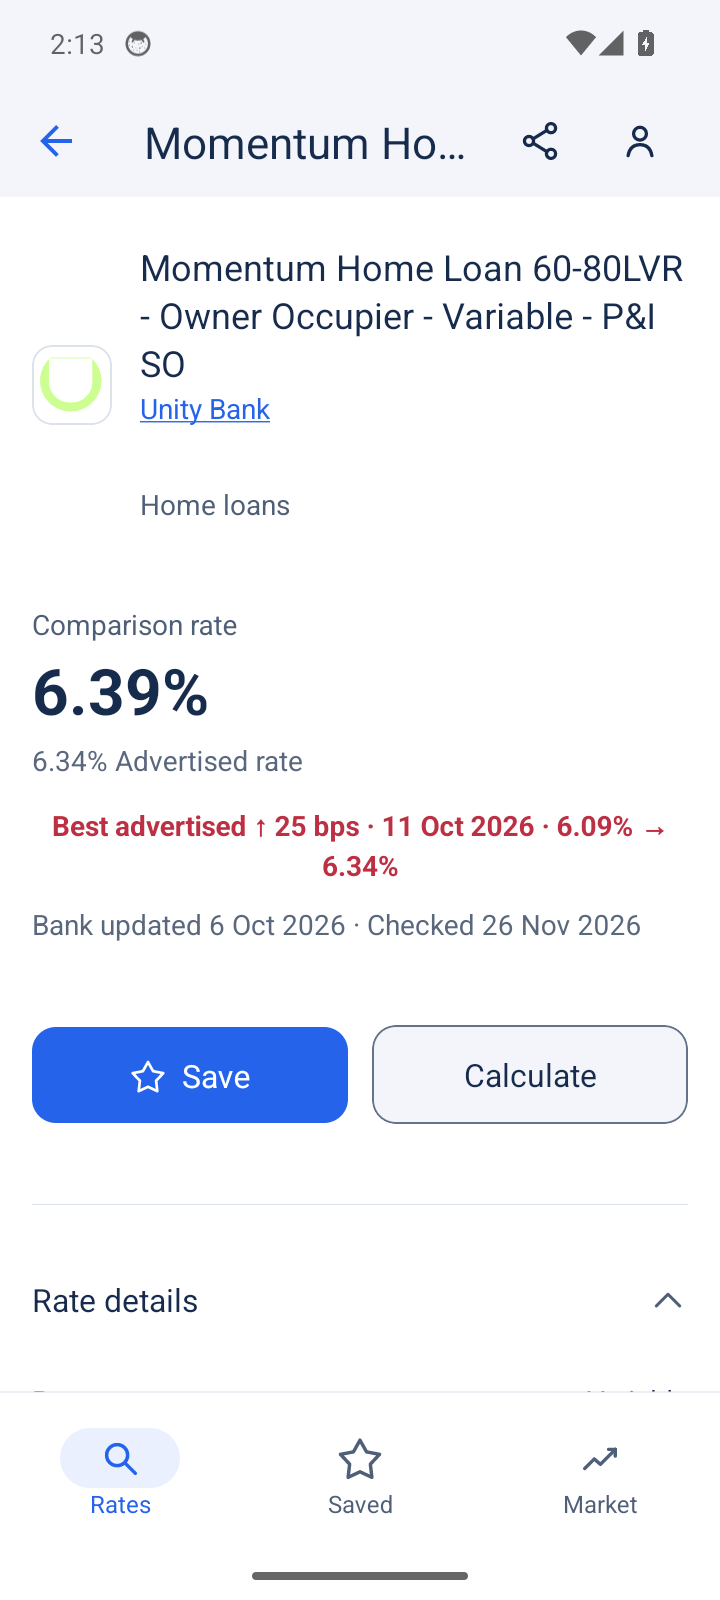 2:13
Momentum Ho...
Momentum Home Loan 60-80LVR
- Owner Occupier - Variable - P&I
SO
Unity Bank
Home loans
Comparison rate
6.39%
6.34% Advertised rate
Best advertised ↑ 25 bps · 11 Oct 2026 · 6.09% →
6.34%
Bank updated 6 Oct 2026 · Checked 26 Nov 2026
Save
Calculate
Rate details
Rates
Saved
Market